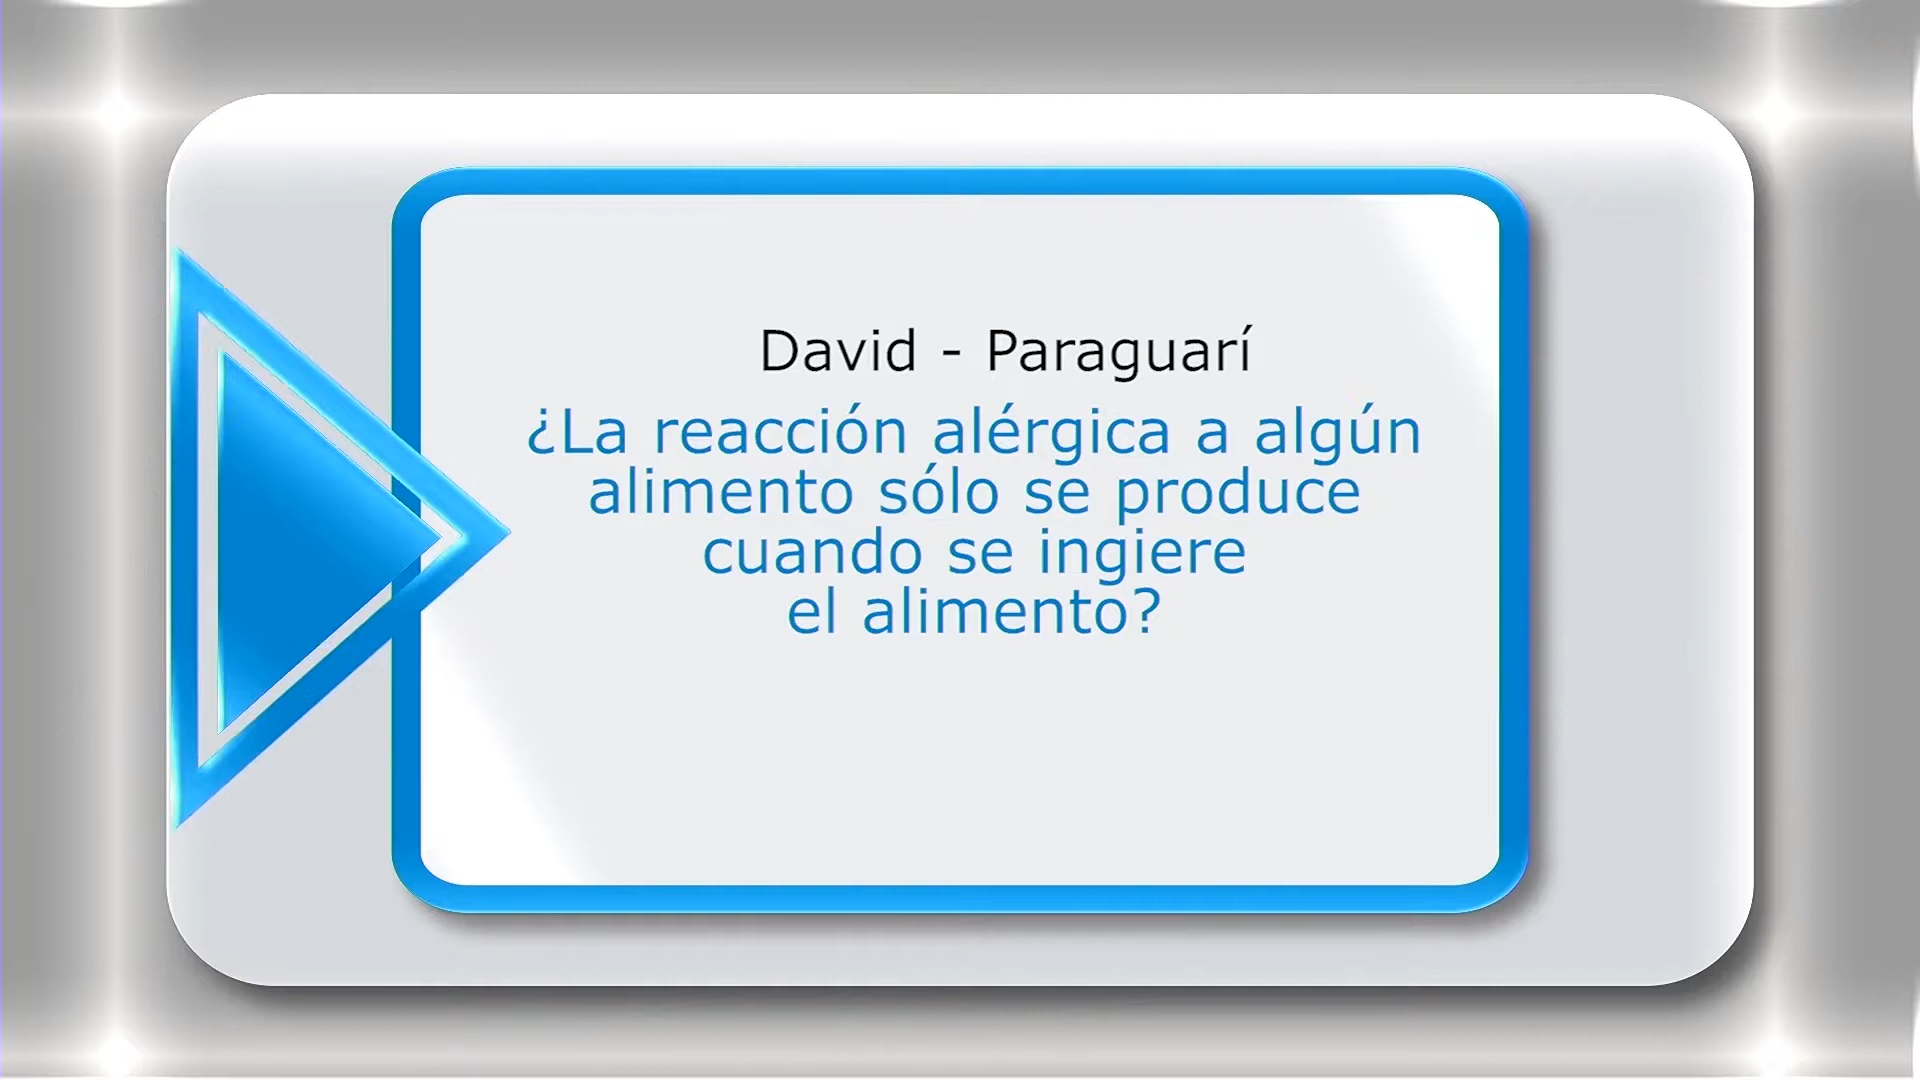 David - Paraguarí
¿La reacción alérgica a algún
alimento sólo se produce
cuando se ingiere
el alimento?